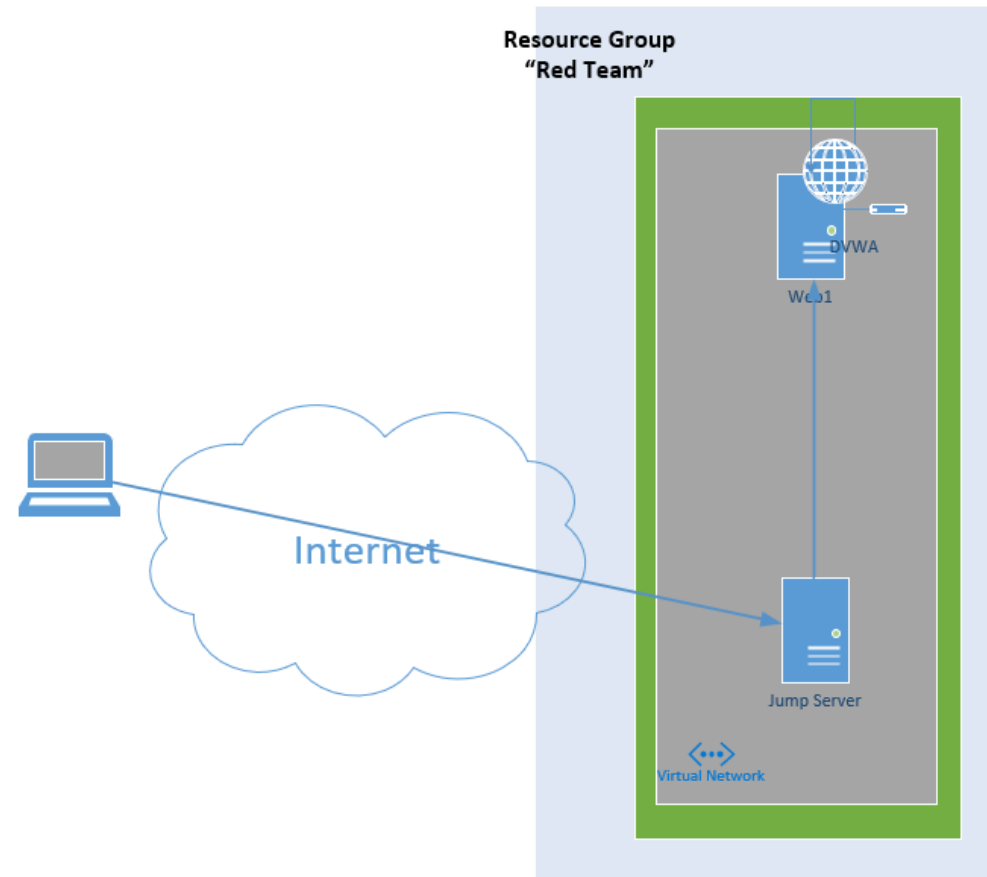 Resource Group
“Red Team”
DVWA
Web1
Internet
Jump Server
Virtual Network